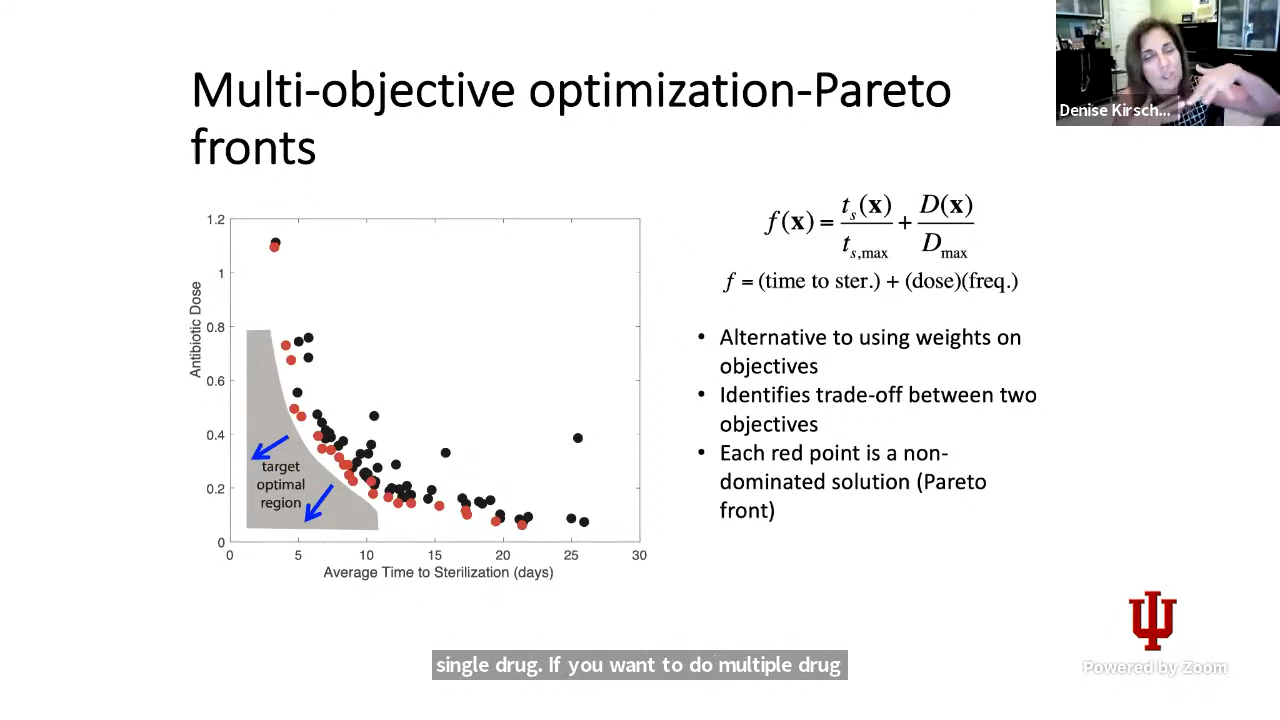 Multi-objective optimization-Pareto
fronts
Denise Kirsch...
f(x) = t_s(x)/t_s,max + D(x)/D_max
f = (time to ster.) + (dose)(freq.)
• Alternative to using weights on
objectives
• Identifies trade-off between two
objectives
• Each red point is a non-
dominated solution (Pareto
front)
Antibiotic Dose
1.2
1
0.8
0.6
0.4
0.2
0
target
optimal
region
0 5 10 15 20 25 30
Average Time to Sterilization (days)
single drug. If you want to do multiple drug
Powered by Zoom